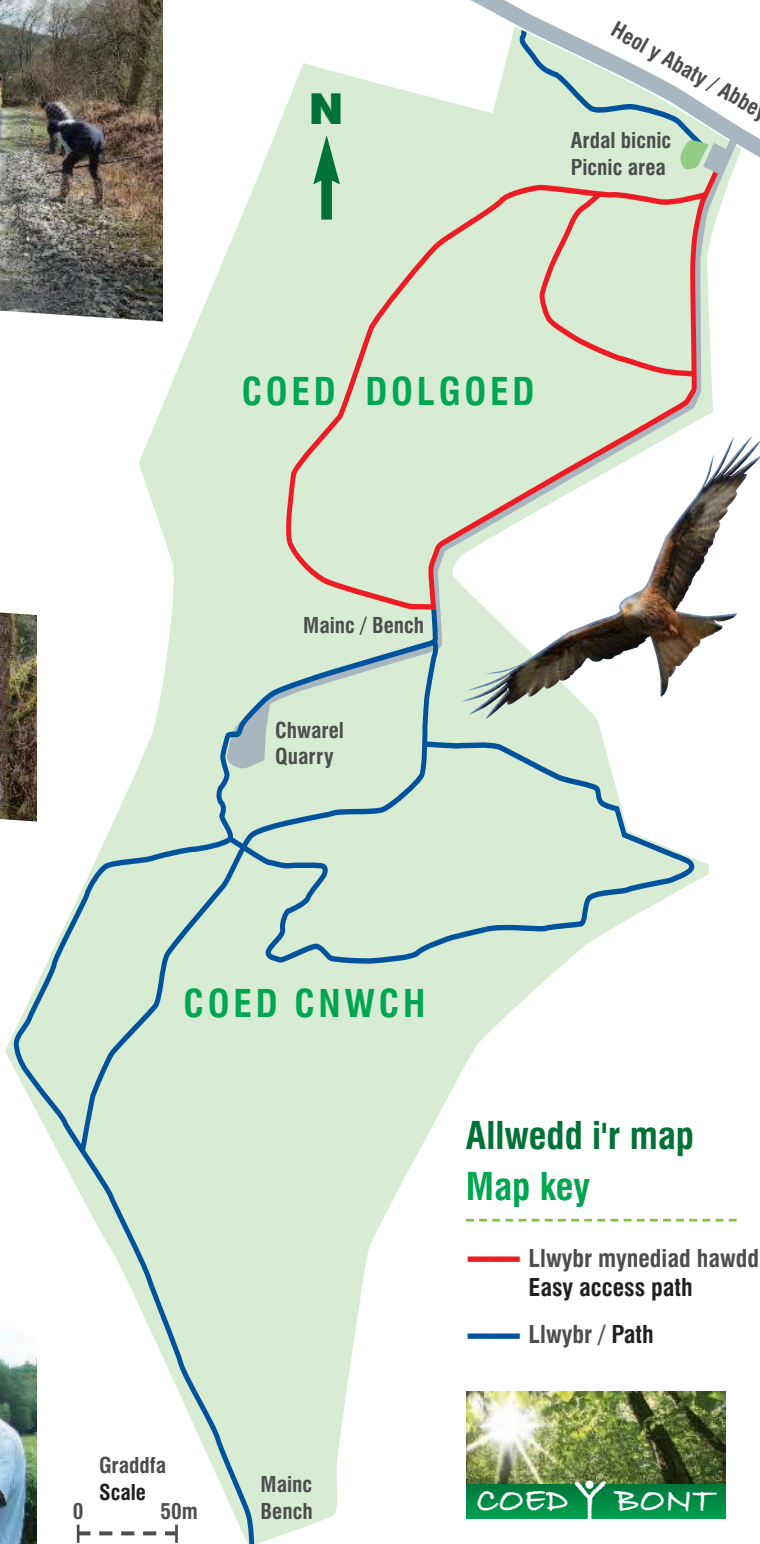 Heol y Abaty / Abbey
N
Ardal bicnic
Picnic area
COED DOLGOED
Mainc / Bench
Chwarel
Quarry
COED CNWCH
Allwedd i'r map
Map key
Llwybr mynediad hawdd
Easy access path
Llwybr / Path
Graddfa
Scale
0 50m
Mainc
Bench
COED Y BONT